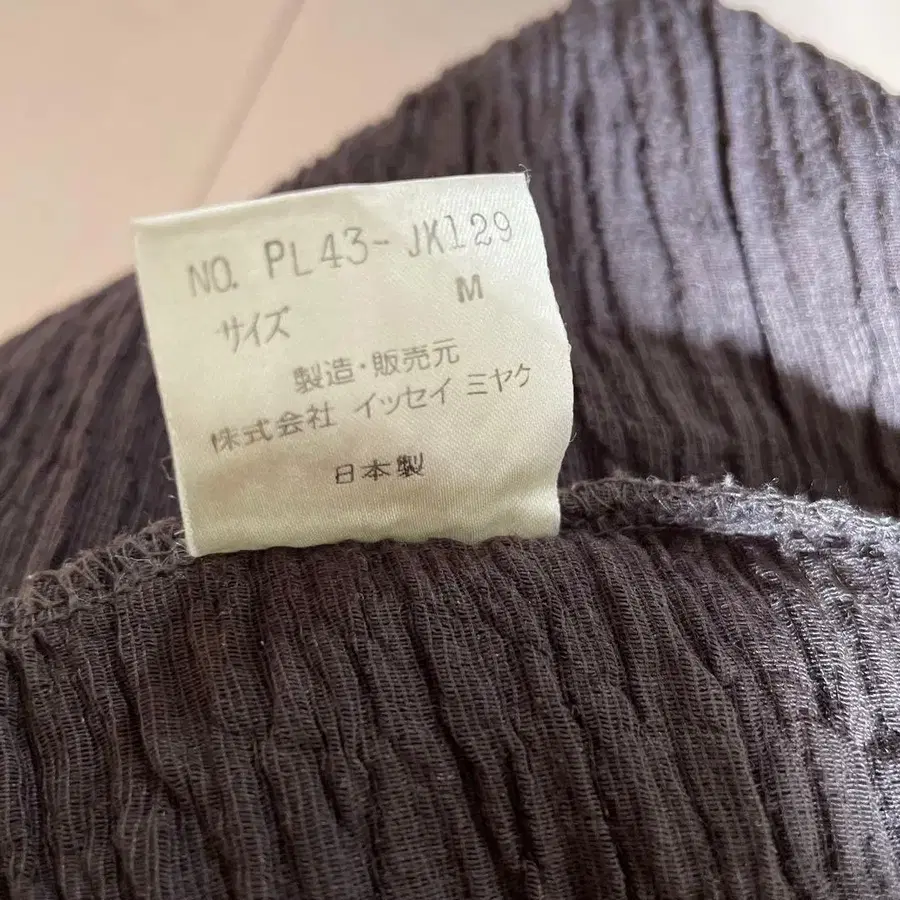 NO. PL43-JK129
サイズ M
製造・販売元
株式会社 イッセイ ミヤケ
日本製